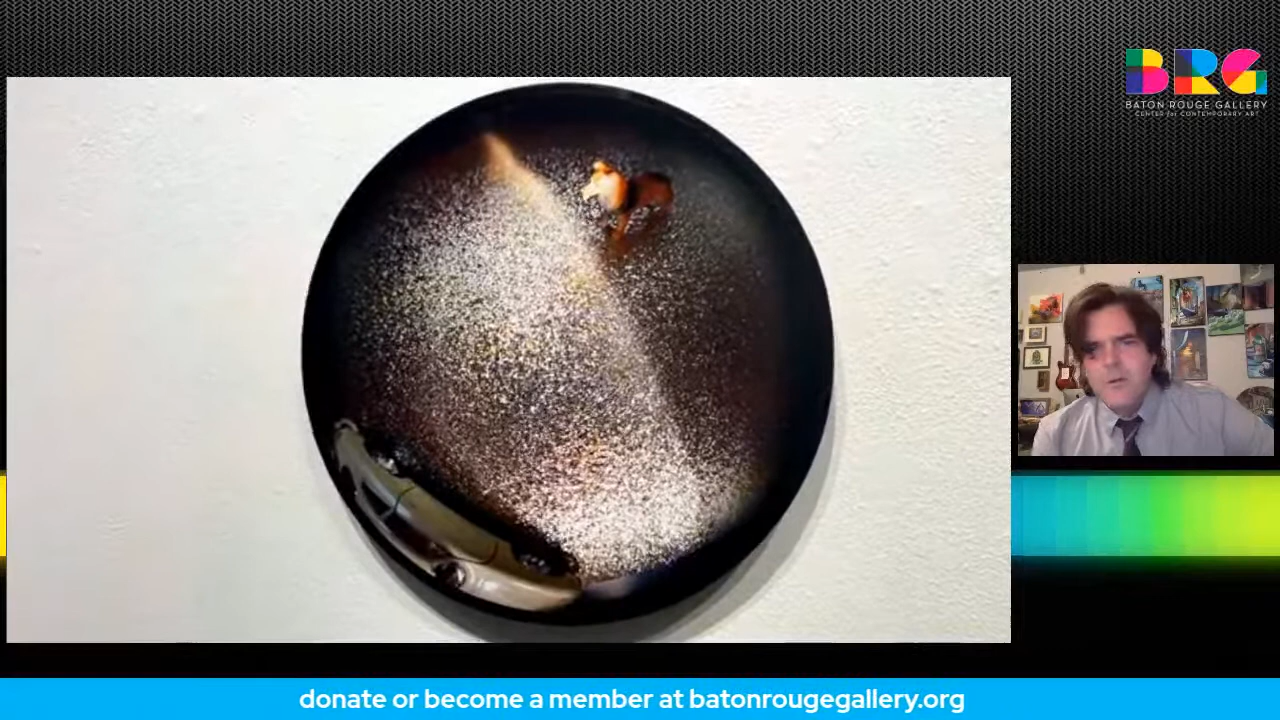 BRG
BATON ROUGE GALLERY
CENTER for CONTEMPORARY ART
donate or become a member at batonrougegallery.org